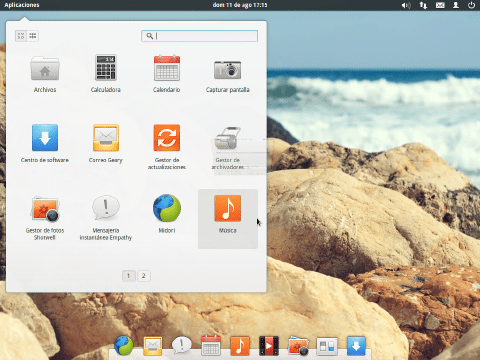 Aplicaciones dom 11 de ago 17:15
Archivos Calculadora Calendario Capturar pantalla
Centro de software Correo Geary Gestor de actualizaciones Gestor de archivadores
Gestor de fotos Shotwell Mensajería instantánea Empathy Midori Música
1 2